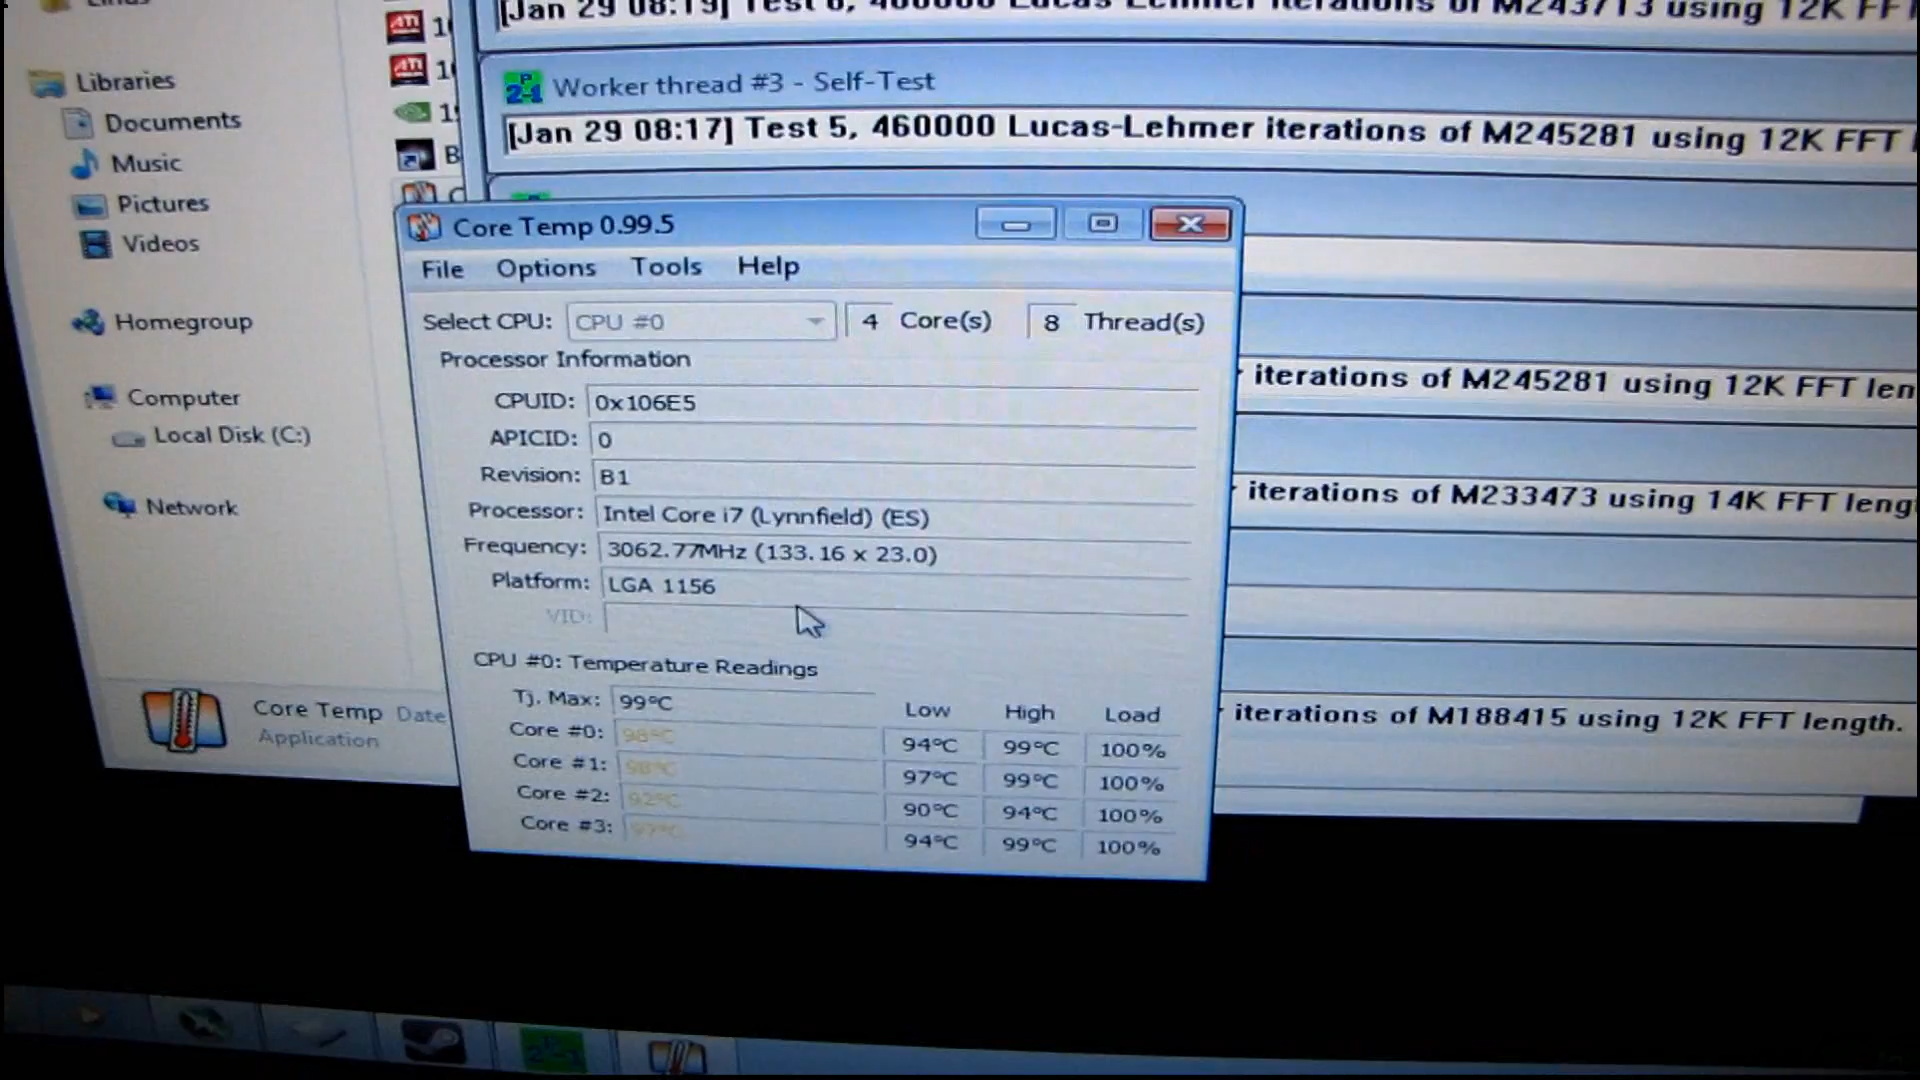 [Jan 29 08:19] Test 6, 460000 Lucas-Lehmer iterations of M243713 using 12K FFT
Libraries
Documents
Music
Pictures
Videos
Homegroup
Computer
Local Disk (C:)
Network
Core Temp Date
Application
Worker thread #3 - Self-Test
[Jan 29 08:17] Test 5, 460000 Lucas-Lehmer iterations of M245281 using 12K FFT
Core Temp 0.99.5
File Options Tools Help
Select CPU: CPU #0 4 Core(s) 8 Thread(s)
Processor Information
CPUID: 0x106E5
APICID: 0
Revision: B1
Processor: Intel Core i7 (Lynnfield) (ES)
Frequency: 3062.77MHz (133.16 x 23.0)
Platform: LGA 1156
VID:
CPU #0: Temperature Readings
Tj. Max: 99°C Low High Load
Core #0: 98°C 94°C 99°C 100%
Core #1: 98°C 97°C 99°C 100%
Core #2: 92°C 90°C 94°C 100%
Core #3: 97°C 94°C 99°C 100%
iterations of M245281 using 12K FFT len
iterations of M233473 using 14K FFT leng
iterations of M188415 using 12K FFT length.